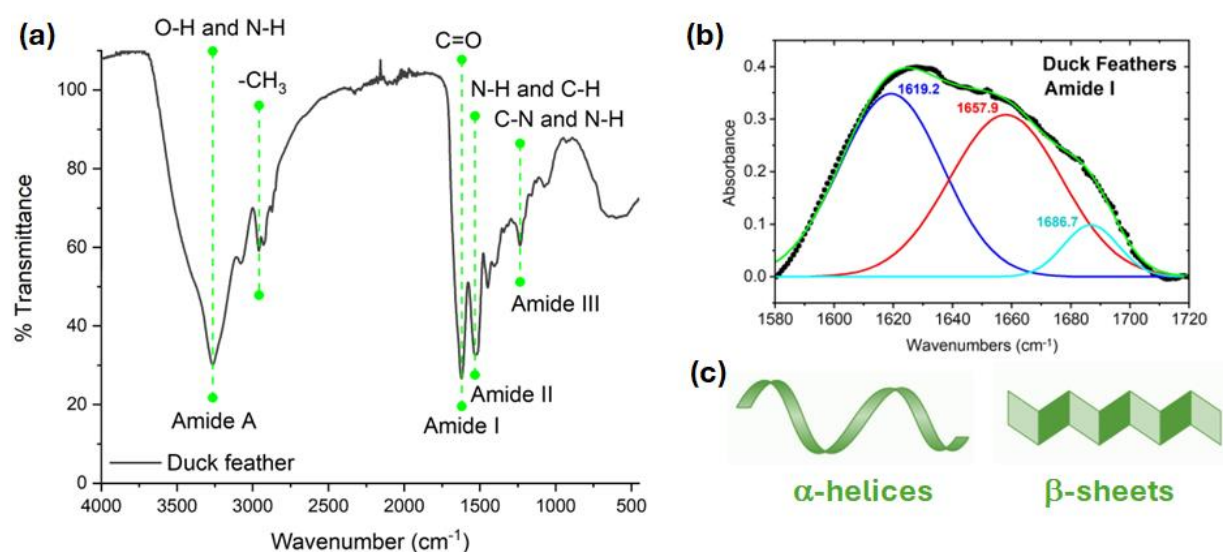 (a)
O-H and N-H
-CH₃
C=O
N-H and C-H
C-N and N-H
% Transmittance
100
80
60
40
20
0
Amide A
Amide I
Amide II
Amide III
Duck feather
4000 3500 3000 2500 2000 1500 1000 500
Wavenumber (cm⁻¹)
(b)
Duck Feathers
Amide I
1619.2
1657.9
1686.7
Absorbance
0.4
0.3
0.2
0.1
0.0
1580 1600 1620 1640 1660 1680 1700 1720
Wavenumbers (cm⁻¹)
(c)
α-helices
β-sheets